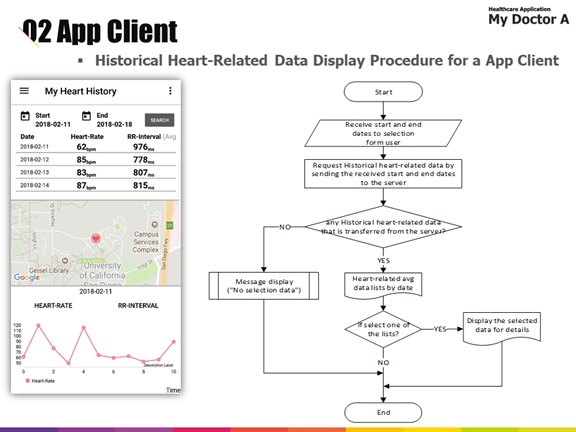 02 App Client
Healthcare Application
My Doctor A
▪ Historical Heart-Related Data Display Procedure for a App Client
My Heart History
Start
2018-02-11
End
2018-02-18
SEARCH
Date Heart-Rate RR-Interval (Avg
2018-02-11 62bpm 976ms
2018-02-12 85bpm 778ms
2018-02-13 83bpm 807ms
2018-02-14 87bpm 815ms
Hopkins Dr
Voigt Dr
Campus
Services
Complex
San Diego Fwy
Geisel Library
University
of California
San Diego
Google
2018-02-11
HEART-RATE RR-INTERVAL
120
110
100
90
80
70
60
50
0 2 4 6 8 10
Description Label
Heart-Rate
Time
Start
Receive start and end
dates to selection
form user
Request Historical heart-related data by
sending the received start and end dates
to the server
any Historical heart-related data
that is transferred from the server?
NO
YES
Message display
("No selection data")
Heart-related avg
data lists by date
If select one of
the lists?
YES
Display the selected
data for details
NO
End